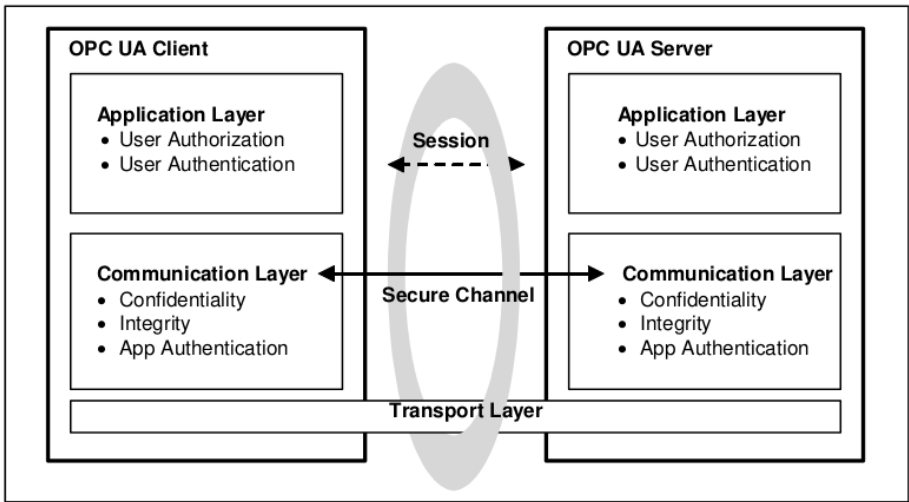 OPC UA Client
Application Layer
• User Authorization
• User Authentication
Communication Layer
• Confidentiality
• Integrity
• App Authentication
Session
Secure Channel
Transport Layer
OPC UA Server
Application Layer
• User Authorization
• User Authentication
Communication Layer
• Confidentiality
• Integrity
• App Authentication